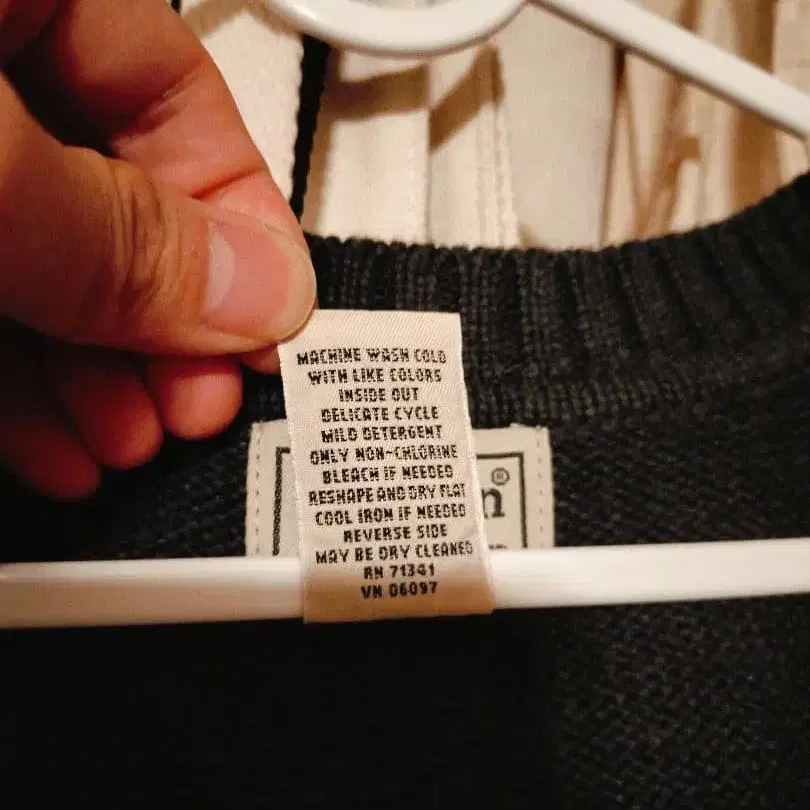 MACHINE WASH COLD
WITH LIKE COLORS
INSIDE OUT
DELICATE CYCLE
MILD DETERGENT
ONLY NON-CHLORINE
BLEACH IF NEEDED
RESHAPE AND DRY FLAT
COOL IRON IF NEEDED
REVERSE SIDE
MAY BE DRY CLEANED
RN 71341
VN 06097
n®